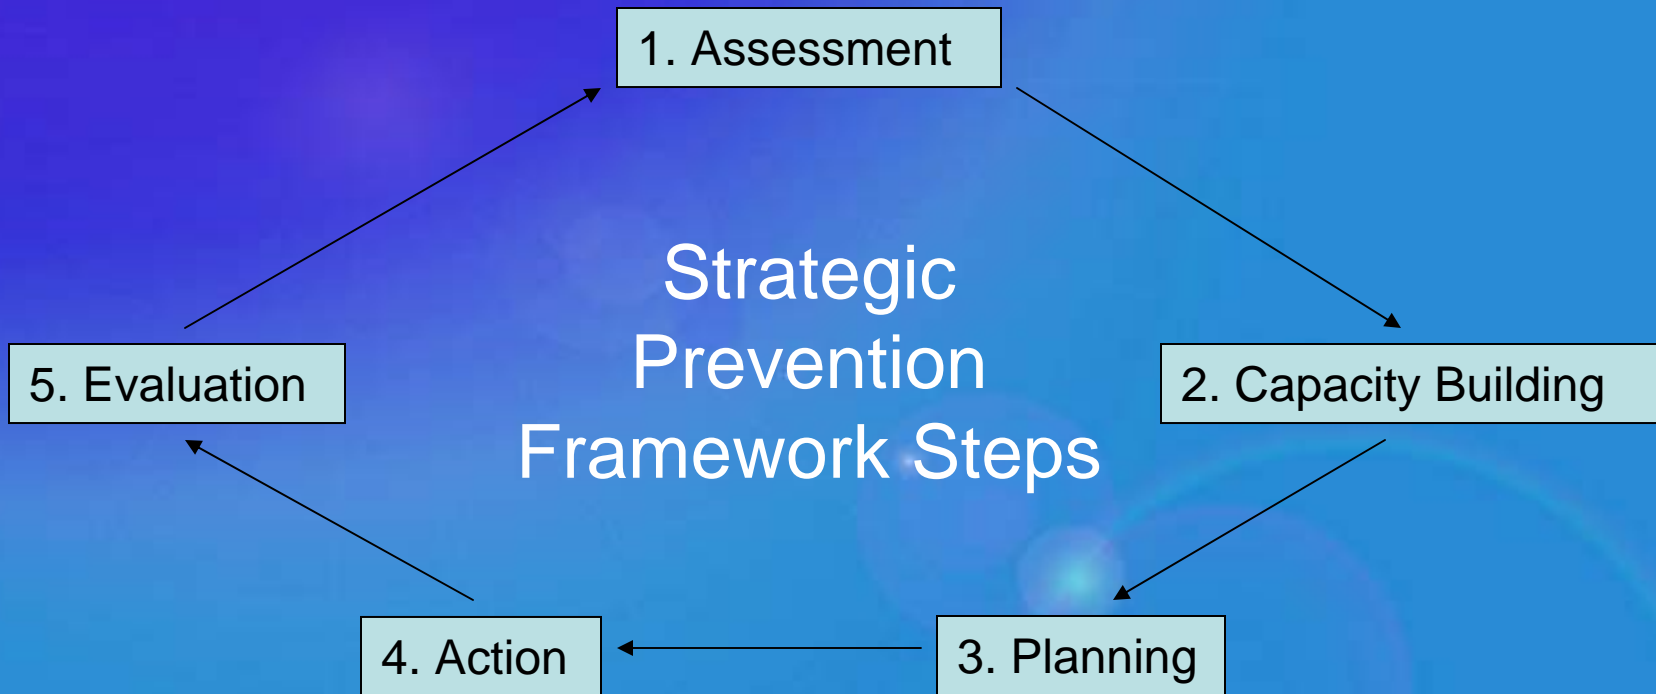 1. Assessment
Strategic
Prevention
Framework Steps
5. Evaluation
2. Capacity Building
4. Action
3. Planning